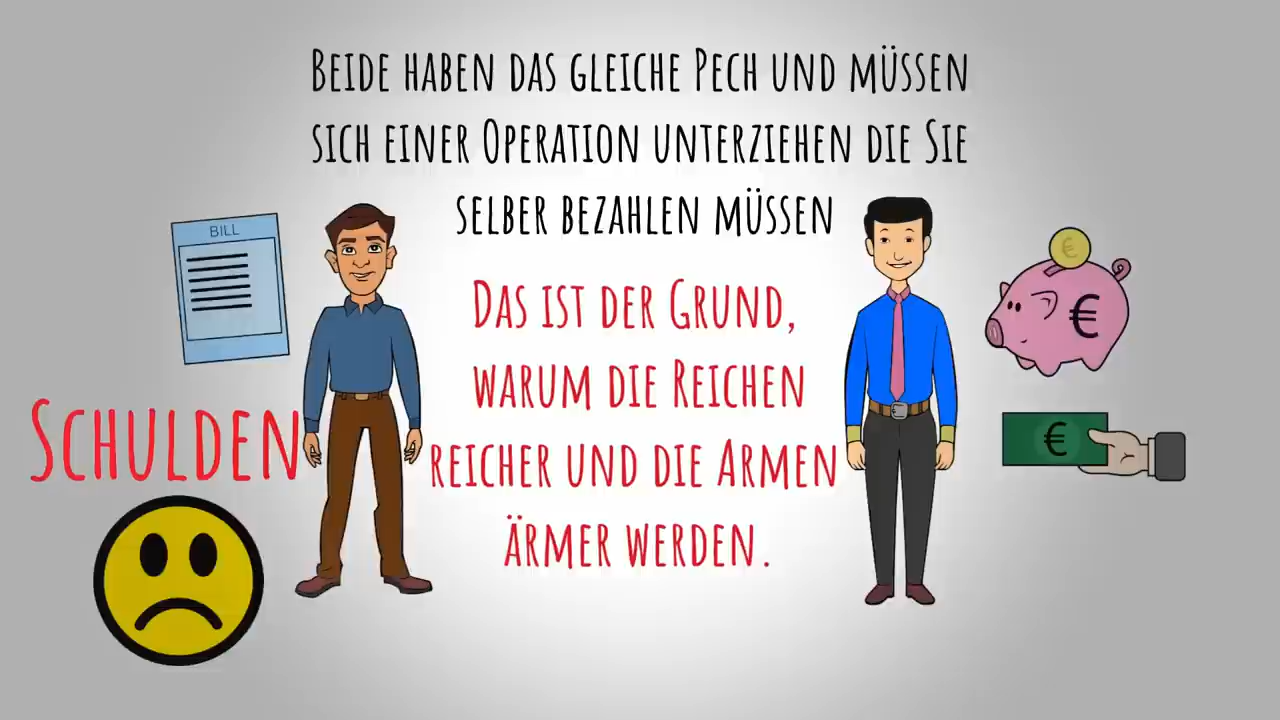 Beide haben das gleiche Pech und müssen
sich einer Operation unterziehen die Sie
selber bezahlen müssen
BILL
Das ist der Grund,
warum die Reichen
reicher und die Armen
ärmer werden.
Schulden
€
€
€